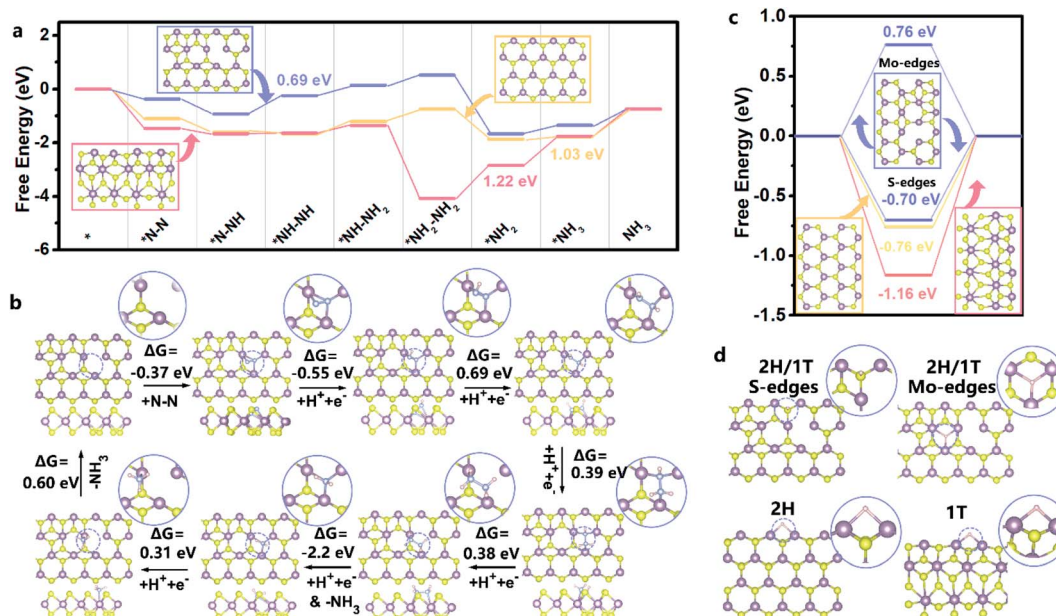 a
Free Energy (eV)
2
0
-2
-4
-6
0.69 eV
1.03 eV
1.22 eV
*
*N-N
*N-NH
*NH-NH
*NH-NH₂
*NH₂-NH₂
*NH₂
*NH₃
NH₃
b
ΔG=
-0.37 eV
+N-N
ΔG=
-0.55 eV
+H⁺+e⁻
ΔG=
0.69 eV
+H⁺+e⁻
+H⁺+e⁻
ΔG=
0.39 eV
ΔG=
0.38 eV
+H⁺+e⁻
ΔG=
-2.2 eV
+H⁺+e⁻
& -NH₃
ΔG=
0.31 eV
+H⁺+e⁻
ΔG=
0.60 eV
-NH₃
c
Free Energy (eV)
1.0
0.5
0.0
-0.5
-1.0
-1.5
0.76 eV
Mo-edges
S-edges
-0.70 eV
-0.76 eV
-1.16 eV
d
2H/1T
S-edges
2H/1T
Mo-edges
2H
1T